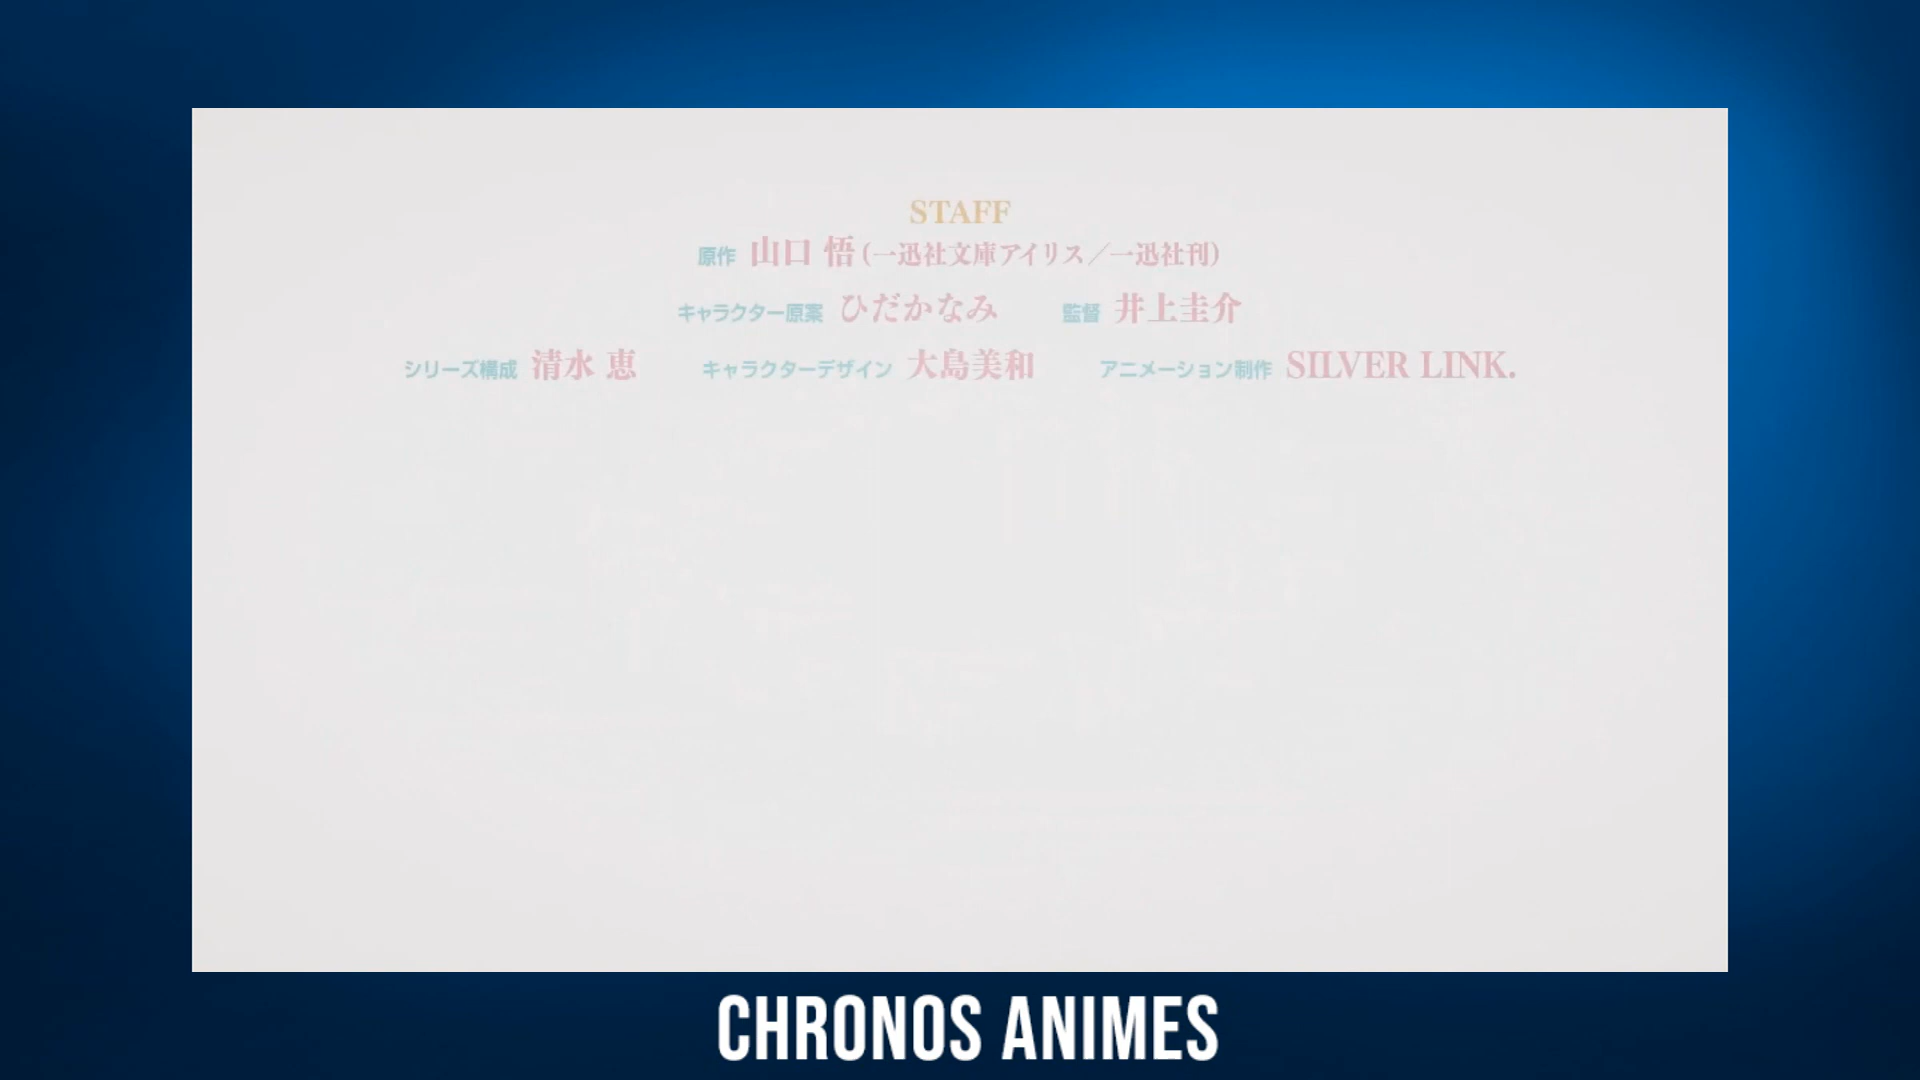 STAFF
原作 山口 悟 (一迅社文庫アイリス／一迅社刊)
キャラクター原案 ひだかなみ 監督 井上圭介
シリーズ構成 清水 恵 キャラクターデザイン 大島美和 アニメーション制作 SILVER LINK.
CHRONOS ANIMES